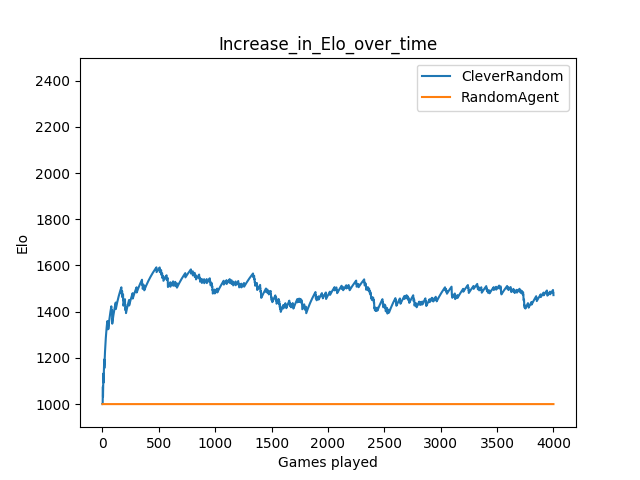 Increase_in_Elo_over_time
CleverRandom
RandomAgent
2400
2200
2000
1800
1600
1400
1200
1000
Elo
0 500 1000 1500 2000 2500 3000 3500 4000
Games played